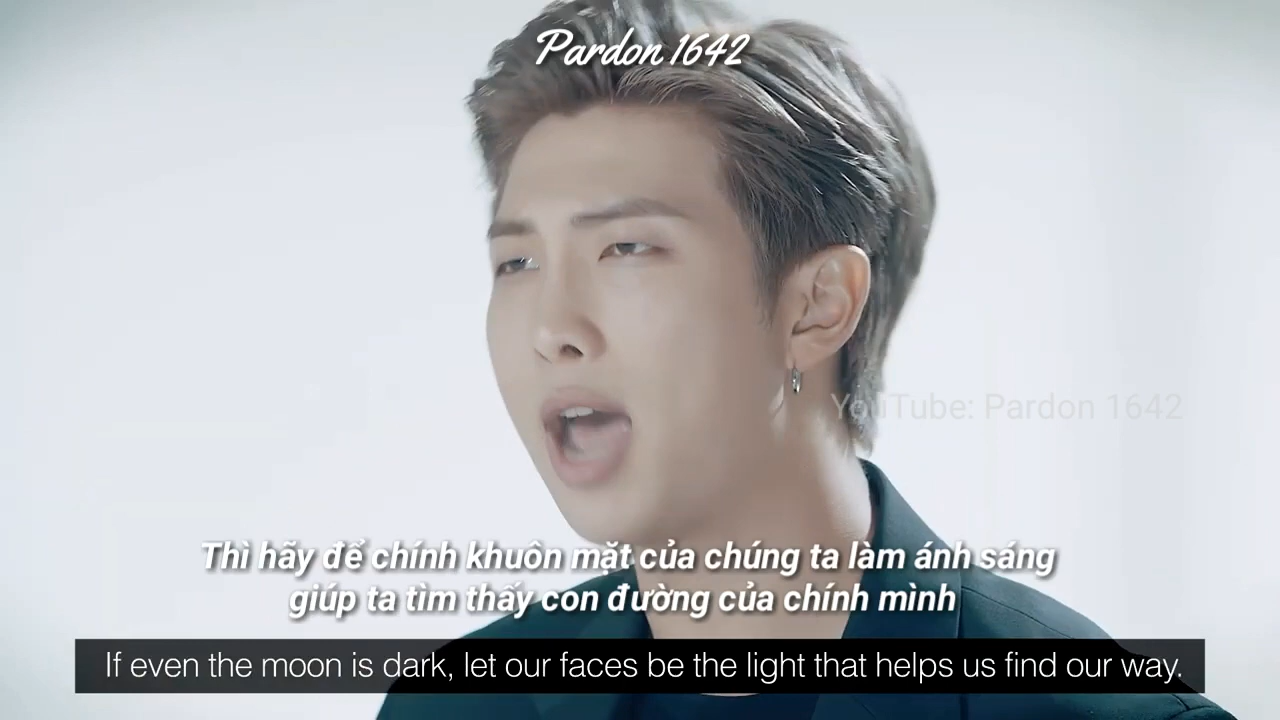 Pardon 1642
YouTube: Pardon 1642
Thì hãy để chính khuôn mặt của chúng ta làm ánh sáng
giúp ta tìm thấy con đường của chính mình
If even the moon is dark, let our faces be the light that helps us find our way.